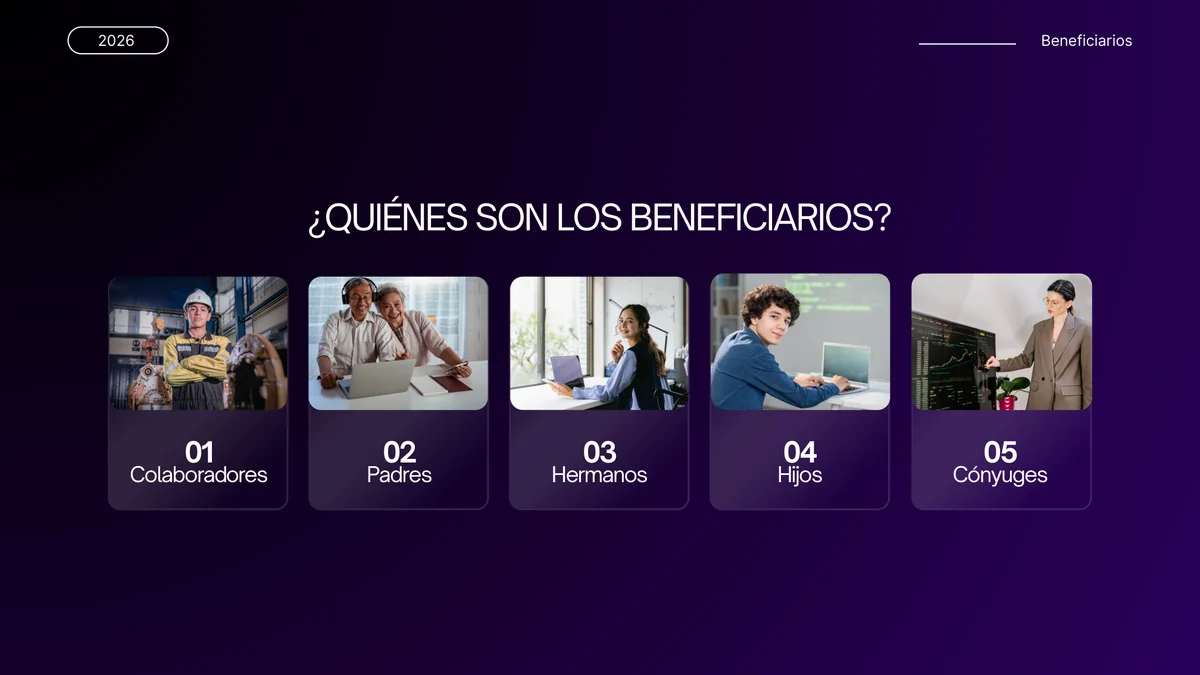 2026
Beneficiarios
¿QUIÉNES SON LOS BENEFICIARIOS?
01
Colaboradores
02
Padres
03
Hermanos
04
Hijos
05
Cónyuges